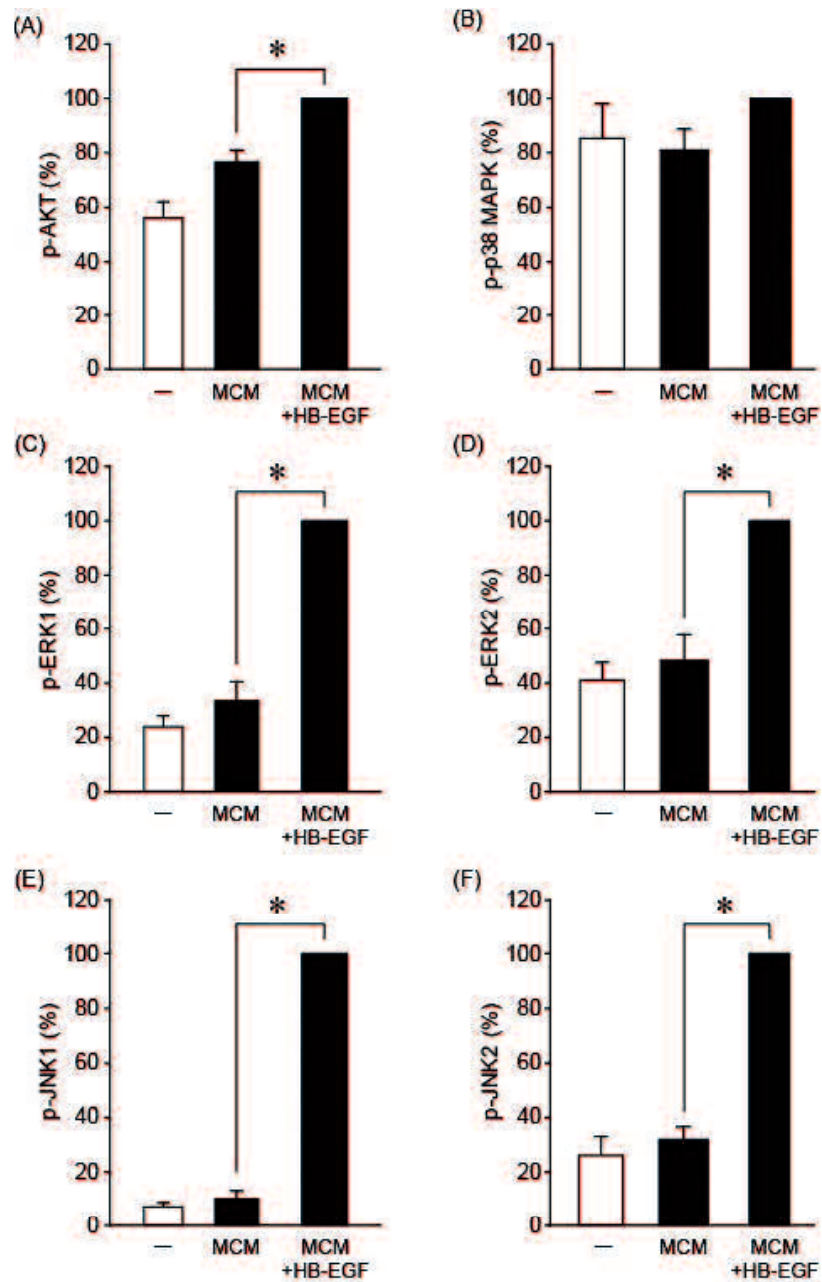 (A)
120
100
80
60
40
20
0
p-AKT (%)
*
— MCM MCM
+HB-EGF
(B)
120
100
80
60
40
20
0
p-p38 MAPK (%)
— MCM MCM
+HB-EGF
(C)
120
100
80
60
40
20
0
p-ERK1 (%)
*
— MCM MCM
+HB-EGF
(D)
120
100
80
60
40
20
0
p-ERK2 (%)
*
— MCM MCM
+HB-EGF
(E)
120
100
80
60
40
20
0
p-JNK1 (%)
*
— MCM MCM
+HB-EGF
(F)
120
100
80
60
40
20
0
p-JNK2 (%)
*
— MCM MCM
+HB-EGF